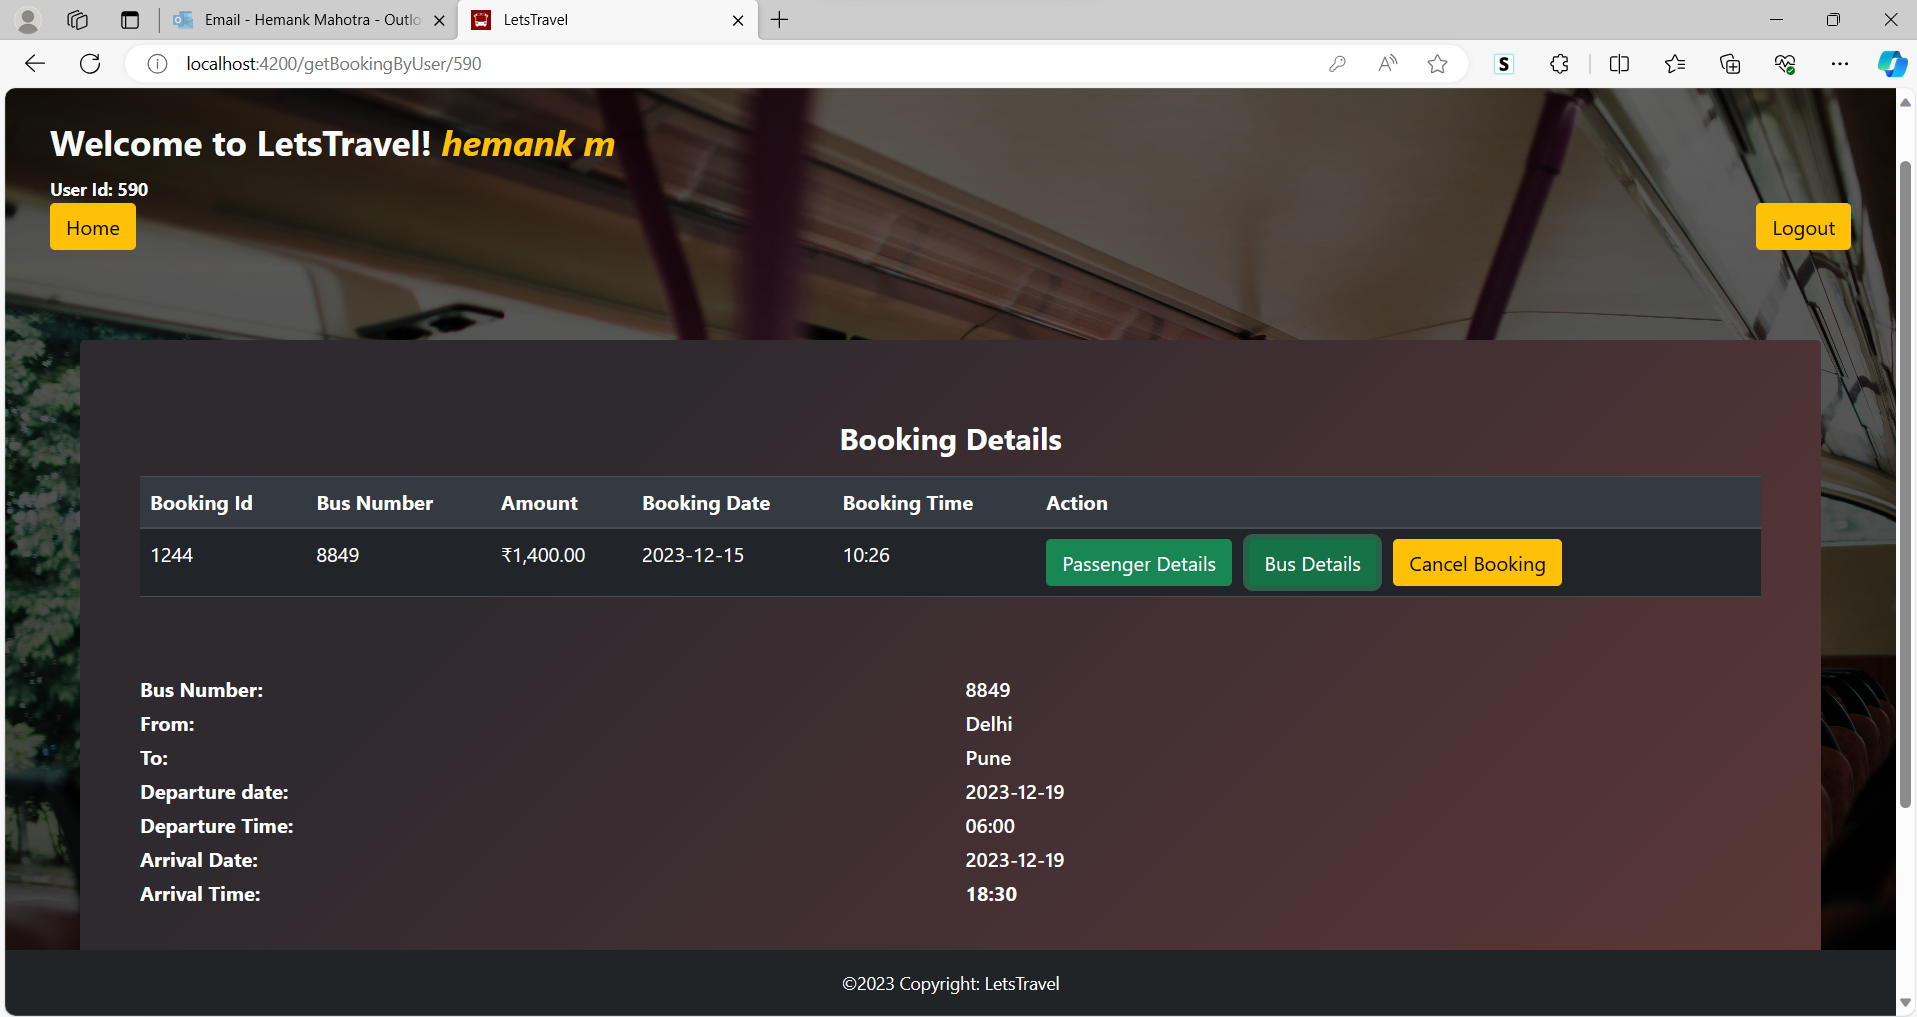 Email - Hemank Mahotra - Outlo
LetsTravel
localhost:4200/getBookingByUser/590
Welcome to LetsTravel! hemank m
User Id: 590
Home
Logout
Booking Details
Booking Id Bus Number Amount Booking Date Booking Time Action
1244 8849 ₹1,400.00 2023-12-15 10:26 Passenger Details Bus Details Cancel Booking
Bus Number: 8849
From: Delhi
To: Pune
Departure date: 2023-12-19
Departure Time: 06:00
Arrival Date: 2023-12-19
Arrival Time: 18:30
©2023 Copyright: LetsTravel